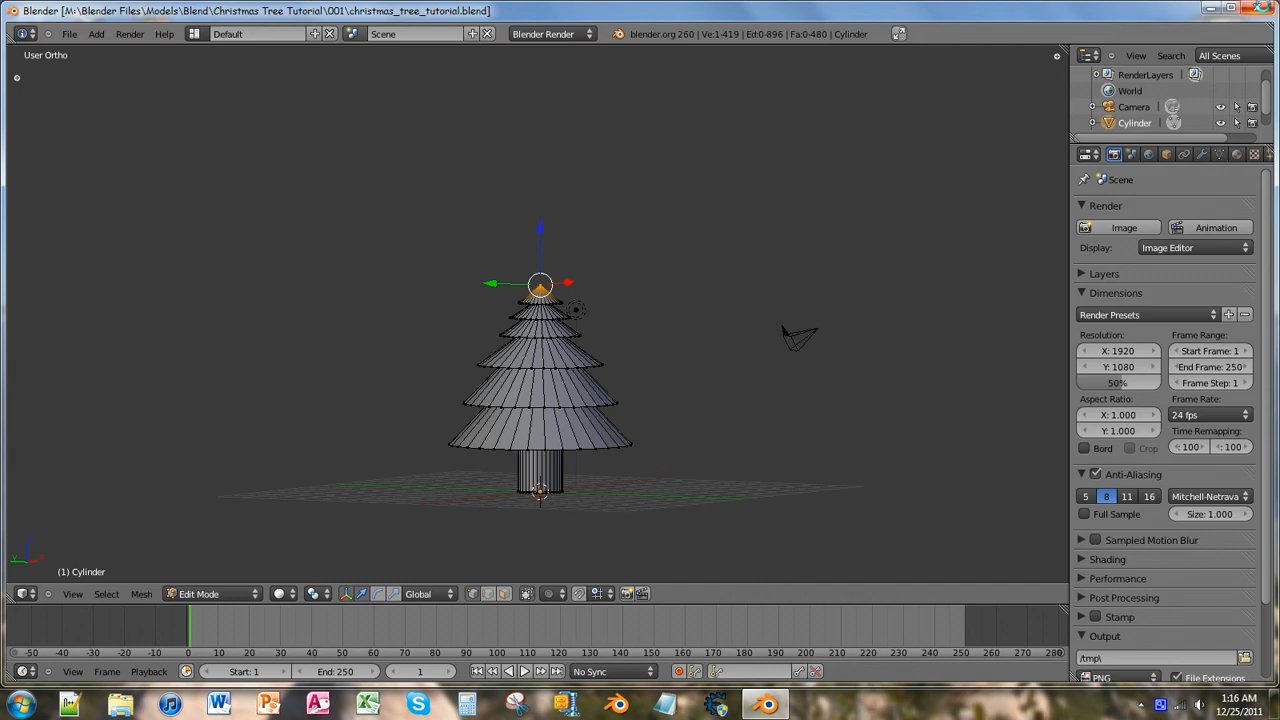 Blender [M:\Blender Files\Models\Blend\Christmas Tree Tutorial\001\christmas_tree_tutorial.blend]
File Add Render Help Default Scene Blender Render blender.org 260 | Ve:1-419 | Ed:0-896 | Fa:0-480 | Cylinder
View Search All Scenes
User Ortho
RenderLayers
World
Camera
Cylinder
Scene
Render
Image Animation
Display: Image Editor
Layers
Dimensions
Render Presets
Resolution: Frame Range:
X: 1920 Start Frame: 1
Y: 1080 End Frame: 250
50% Frame Step: 1
Aspect Ratio: Frame Rate:
X: 1.000 24 fps
Y: 1.000 Time Remapping:
Bord Crop 100 100
Anti-Aliasing
5 8 11 16 Mitchell-Netrava
Full Sample Size: 1.000
Sampled Motion Blur
Shading
Performance
Post Processing
Stamp
Output
/tmp\
PNG File Extensions
(1) Cylinder
View Select Mesh Edit Mode Global
-50 -40 -30 -20 -10 0 10 20 30 40 50 60 70 80 90 100 110 120 130 140 150 160 170 180 190 200 210 220 230 240 250 260 270 280
View Frame Playback Start: 1 End: 250 1 No Sync
1:16 AM
12/25/2011